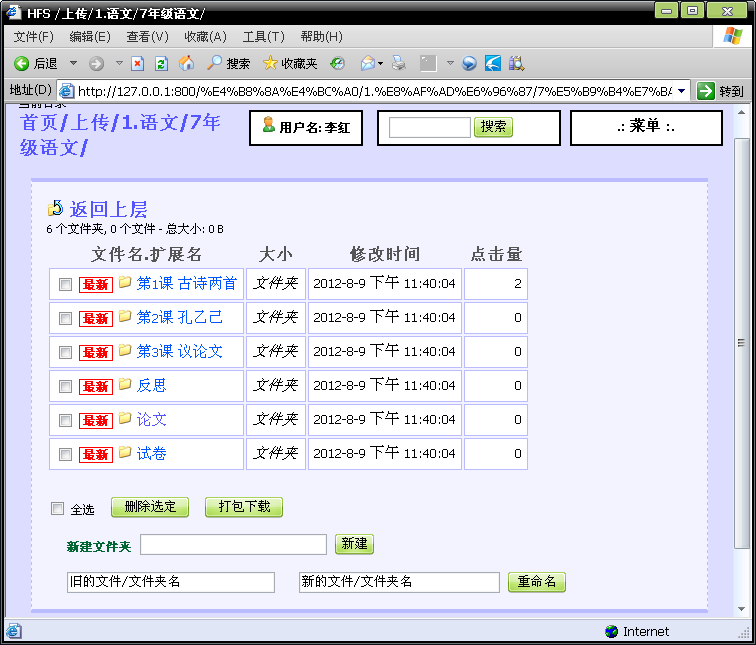 HFS /上传/1.语文/7年级语文/
文件(F) 编辑(E) 查看(V) 收藏(A) 工具(T) 帮助(H)
后退 搜索 收藏夹
地址(D) http://127.0.0.1:800/%E4%B8%8A%E4%BC%A0/1.%E8%AF%AD%E6%96%87/7%E5%B9%B4%E7%BA 转到
当前目录
首页/上传/1.语文/7年
级语文/
用户名: 李红
搜索
.: 菜单 :.
返回上层
6 个文件夹, 0 个文件 - 总大小: 0 B
文件名.扩展名 大小 修改时间 点击量
最新 第1课 古诗两首 文件夹 2012-8-9 下午 11:40:04 2
最新 第2课 孔乙己 文件夹 2012-8-9 下午 11:40:04 0
最新 第3课 议论文 文件夹 2012-8-9 下午 11:40:04 0
最新 反思 文件夹 2012-8-9 下午 11:40:04 0
最新 论文 文件夹 2012-8-9 下午 11:40:04 0
最新 试卷 文件夹 2012-8-9 下午 11:40:04 0
全选 删除选定 打包下载
新建文件夹 新建
旧的文件/文件夹名 新的文件/文件夹名 重命名
Internet